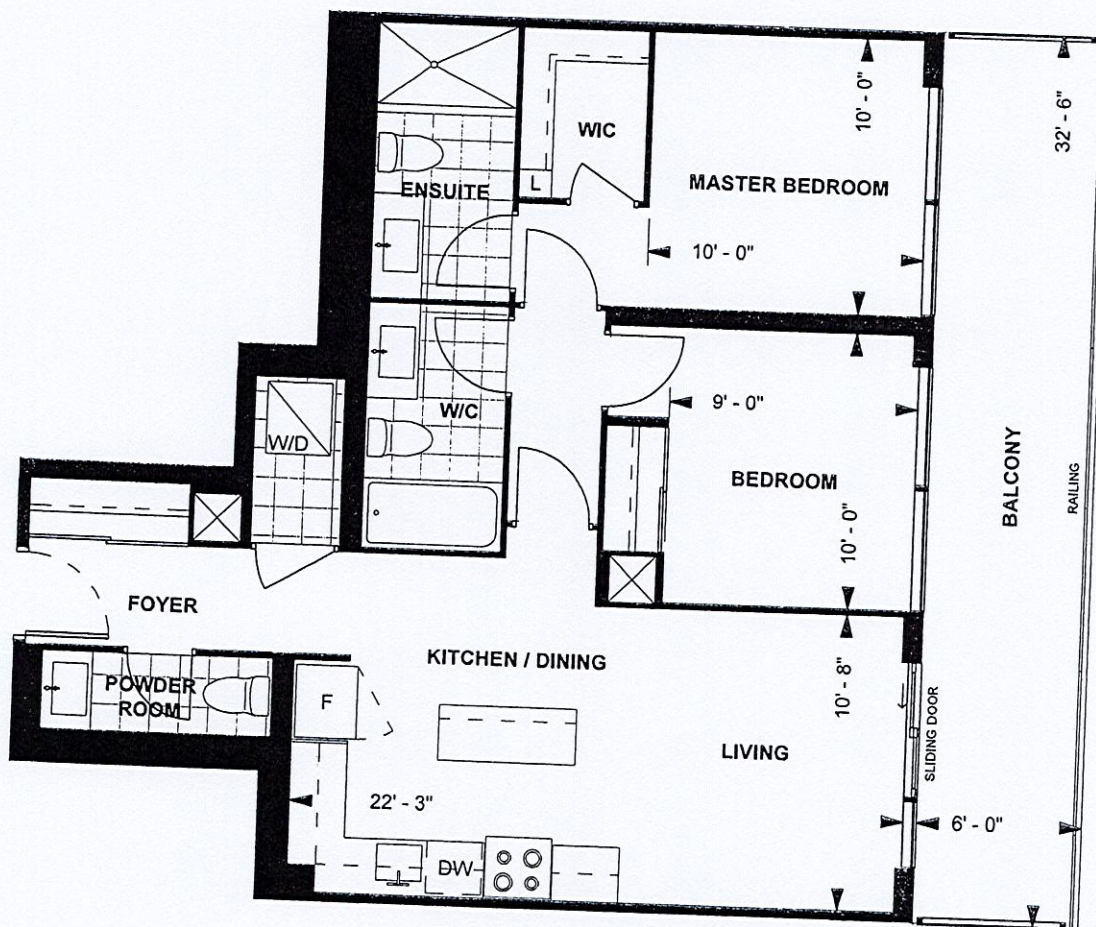 10' - 0"
32' - 6"
WIC
L
ENSUITE
MASTER BEDROOM
10' - 0"
W/C
9' - 0"
W/D
BEDROOM
BALCONY
RAILING
10' - 0"
FOYER
KITCHEN / DINING
POWDER
ROOM
F
10' - 8"
LIVING
SLIDING DOOR
22' - 3"
6' - 0"
DW